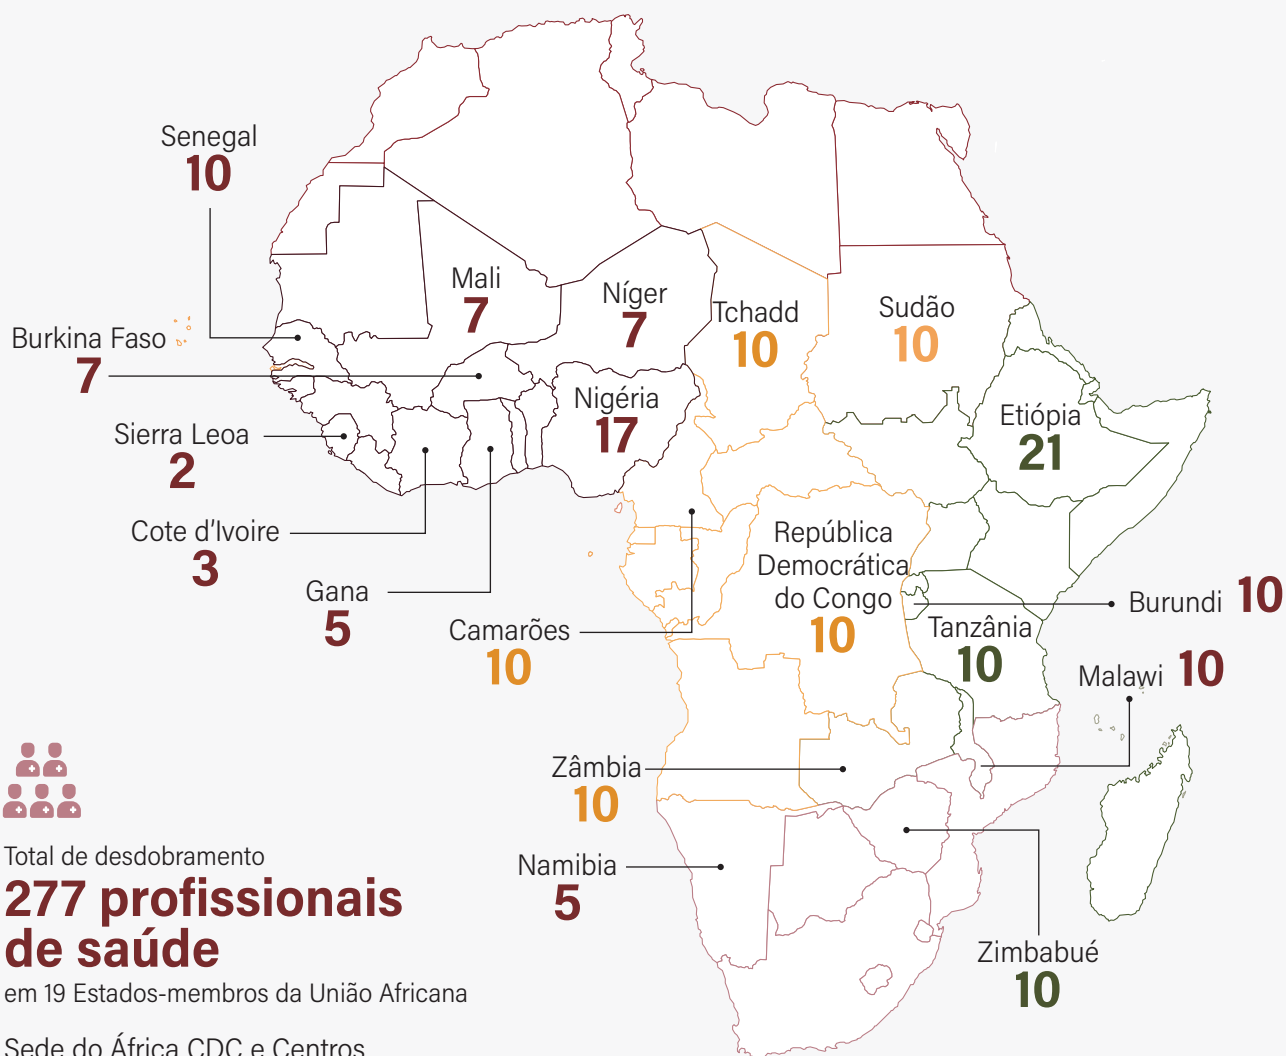 Senegal
10
Mali
7
Níger
7
Tchadd
10
Sudão
10
Burkina Faso
7
Nigéria
17
Etiópia
21
Sierra Leoa
2
Cote d'Ivoire
3
República
Democrática
do Congo
10
Gana
5
Burundi 10
Camarões
10
Tanzânia
10
Malawi 10
Zâmbia
10
Namibia
5
Zimbabué
10
Total de desdobramento
277 profissionais
de saúde
em 19 Estados-membros da União Africana
Sede do África CDC e Centros